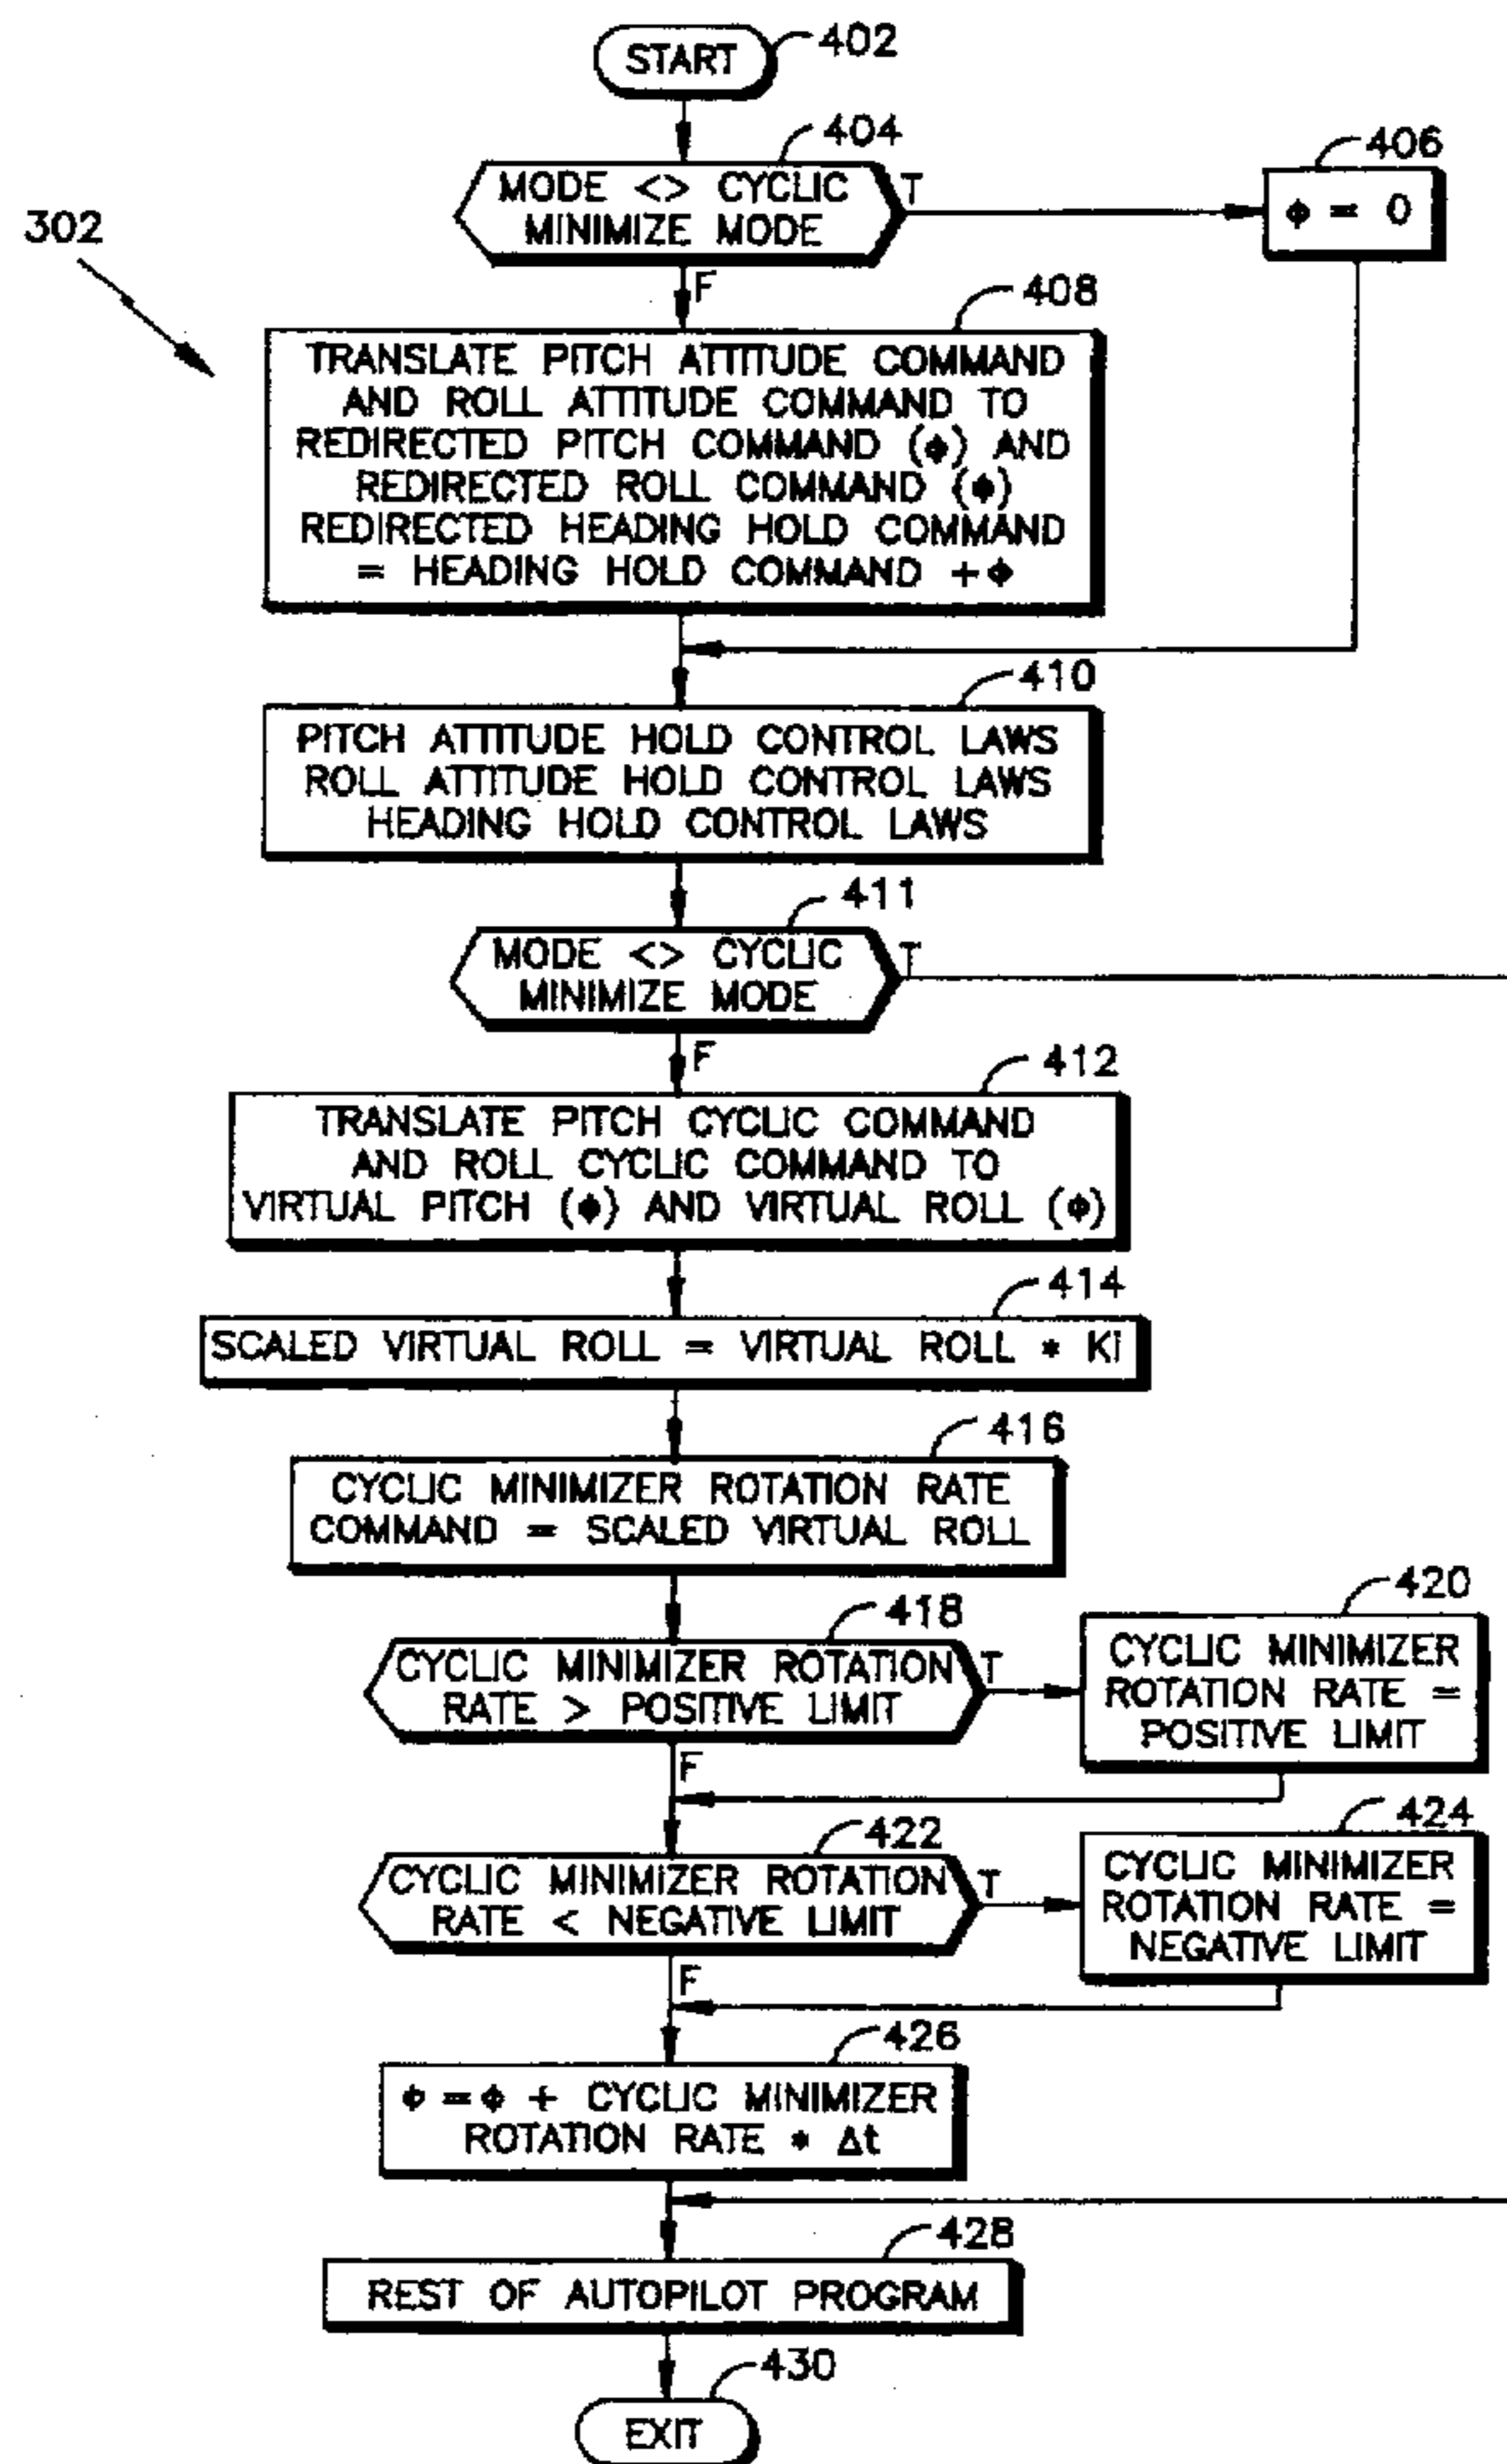 START
402
404
MODE <> CYCLIC
MINIMIZE MODE
T
406
ϕ = 0
302
F
408
TRANSLATE PITCH ATTITUDE COMMAND
AND ROLL ATTITUDE COMMAND TO
REDIRECTED PITCH COMMAND (ϕ) AND
REDIRECTED ROLL COMMAND (ϕ)
REDIRECTED HEADING HOLD COMMAND
= HEADING HOLD COMMAND +ϕ
410
PITCH ATTITUDE HOLD CONTROL LAWS
ROLL ATTITUDE HOLD CONTROL LAWS
HEADING HOLD CONTROL LAWS
411
MODE <> CYCLIC
MINIMIZE MODE
T
F
412
TRANSLATE PITCH CYCLIC COMMAND
AND ROLL CYCLIC COMMAND TO
VIRTUAL PITCH (ϕ) AND VIRTUAL ROLL (ϕ)
414
SCALED VIRTUAL ROLL = VIRTUAL ROLL * Ki
416
CYCLIC MINIMIZER ROTATION RATE
COMMAND = SCALED VIRTUAL ROLL
418
CYCLIC MINIMIZER ROTATION
RATE > POSITIVE LIMIT
T
420
CYCLIC MINIMIZER
ROTATION RATE =
POSITIVE LIMIT
F
422
CYCLIC MINIMIZER ROTATION
RATE < NEGATIVE LIMIT
T
424
CYCLIC MINIMIZER
ROTATION RATE =
NEGATIVE LIMIT
F
426
ϕ = ϕ + CYCLIC MINIMIZER
ROTATION RATE * Δt
428
REST OF AUTOPILOT PROGRAM
430
EXIT